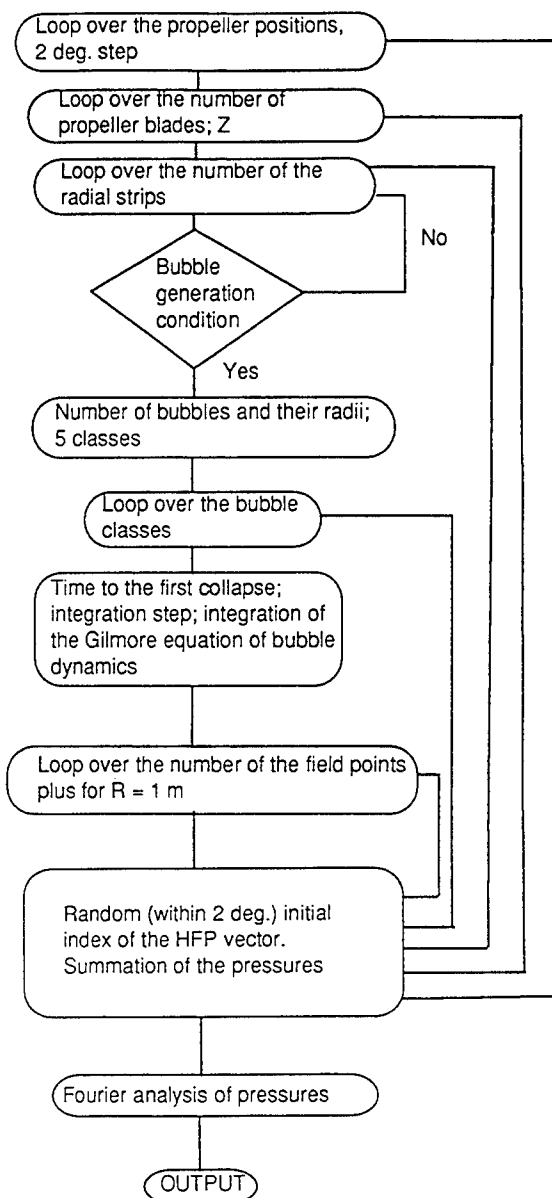 Loop over the propeller positions,
2 deg. step
Loop over the number of
propeller blades; Z
Loop over the number of the
radial strips
No
Bubble
generation
condition
Yes
Number of bubbles and their radii;
5 classes
Loop over the bubble
classes
Time to the first collapse;
integration step; integration of
the Gilmore equation of bubble
dynamics
Loop over the number of the field points
plus for R = 1 m
Random (within 2 deg.) initial
index of the HFP vector.
Summation of the pressures
Fourier analysis of pressures
OUTPUT